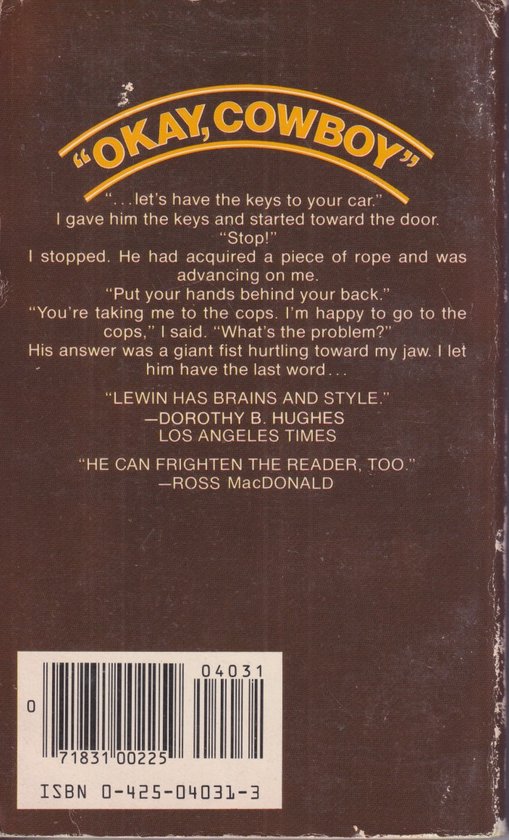 "OKAY, COWBOY"
"...let's have the keys to your car."
I gave him the keys and started toward the door.
"Stop!"
I stopped. He had acquired a piece of rope and was
advancing on me.
"Put your hands behind your back."
"You're taking me to the cops. I'm happy to go to the
cops," I said. "What's the problem?"
His answer was a giant fist hurtling toward my jaw. I let
him have the last word...
"LEWIN HAS BRAINS AND STYLE."
—DOROTHY B. HUGHES
LOS ANGELES TIMES
"HE CAN FRIGHTEN THE READER, TOO."
—ROSS MacDONALD
04031
0
71831 00225
ISBN 0-425-04031-3